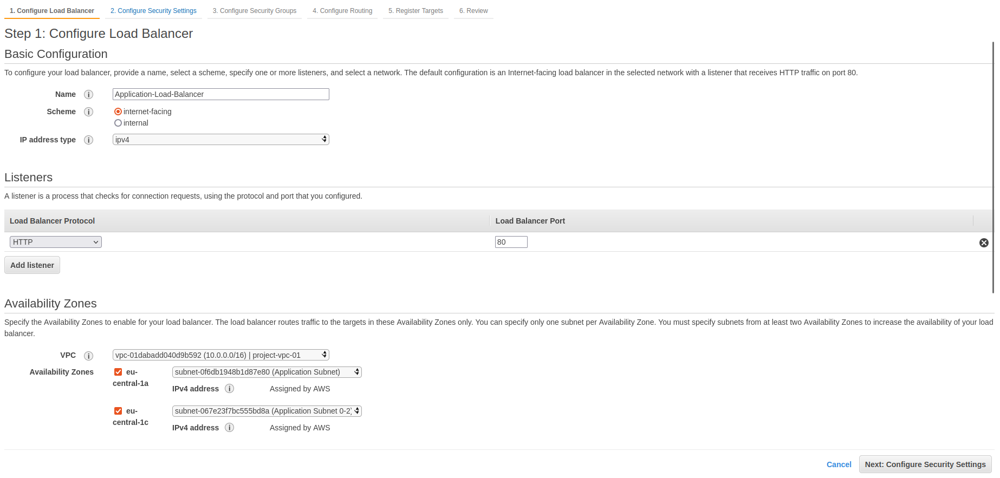 1. Configure Load Balancer 2. Configure Security Settings 3. Configure Security Groups 4. Configure Routing 5. Register Targets 6. Review
Step 1: Configure Load Balancer
Basic Configuration
To configure your load balancer, provide a name, select a scheme, specify one or more listeners, and select a network. The default configuration is an Internet-facing load balancer in the selected network with a listener that receives HTTP traffic on port 80.
Name i Application-Load-Balancer
Scheme i internet-facing
internal
IP address type i ipv4
Listeners
A listener is a process that checks for connection requests, using the protocol and port that you configured.
Load Balancer Protocol Load Balancer Port
HTTP 80
Add listener
Availability Zones
Specify the Availability Zones to enable for your load balancer. The load balancer routes traffic to the targets in these Availability Zones only. You can specify only one subnet per Availability Zone. You must specify subnets from at least two Availability Zones to increase the availability of your load
balancer.
VPC i vpc-01dabadd040d9b592 (10.0.0.0/16) | project-vpc-01
Availability Zones eu- subnet-0f6db1948b1d87e80 (Application Subnet)
central-1a
IPv4 address i Assigned by AWS
eu- subnet-067e23f7bc555bd8a (Application Subnet 0-2)
central-1c
IPv4 address i Assigned by AWS
Cancel Next: Configure Security Settings